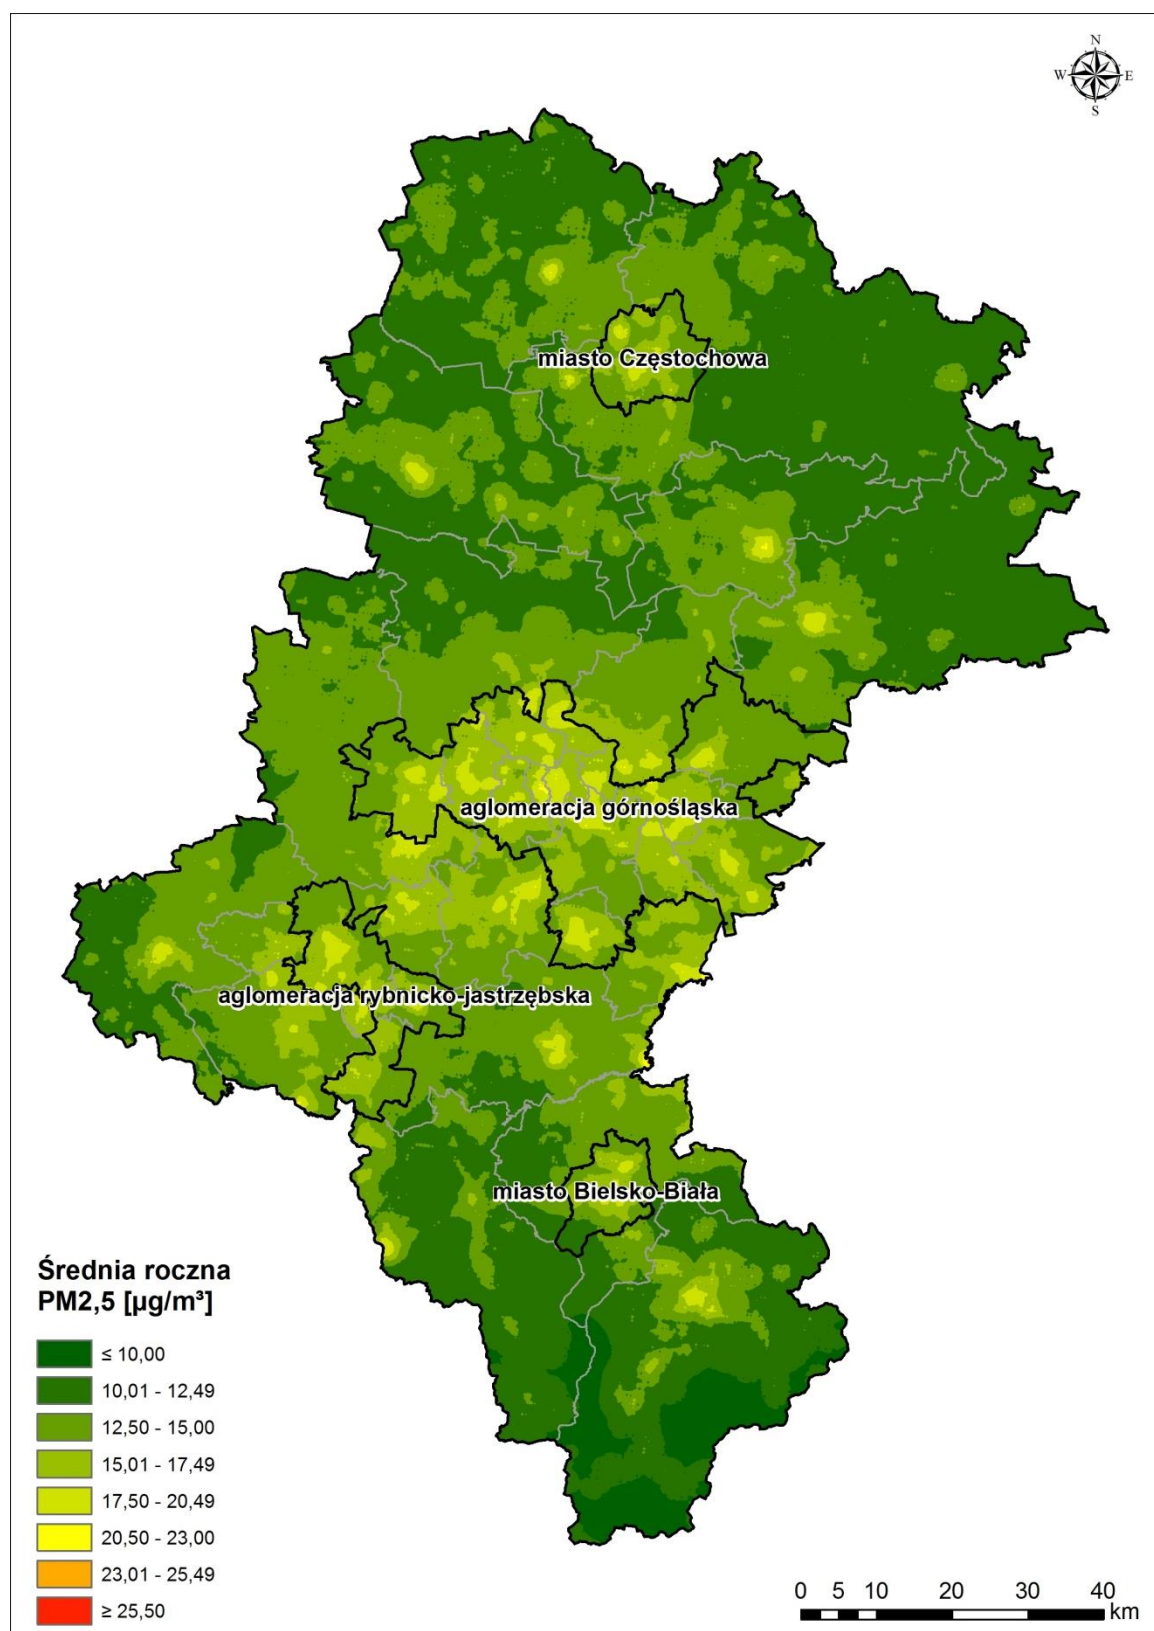 N
W E
S
miasto Częstochowa
aglomeracja górnośląska
aglomeracja rybnicko-jastrzębska
miasto Bielsko-Biała
Średnia roczna
PM2,5 [µg/m³]
≤ 10,00
10,01 - 12,49
12,50 - 15,00
15,01 - 17,49
17,50 - 20,49
20,50 - 23,00
23,01 - 25,49
≥ 25,50
0 5 10 20 30 40
km